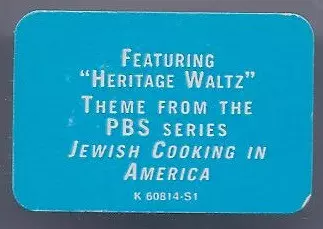 FEATURING
"HERITAGE WALTZ"
THEME FROM THE
PBS SERIES
JEWISH COOKING IN
AMERICA
K 60814-S1